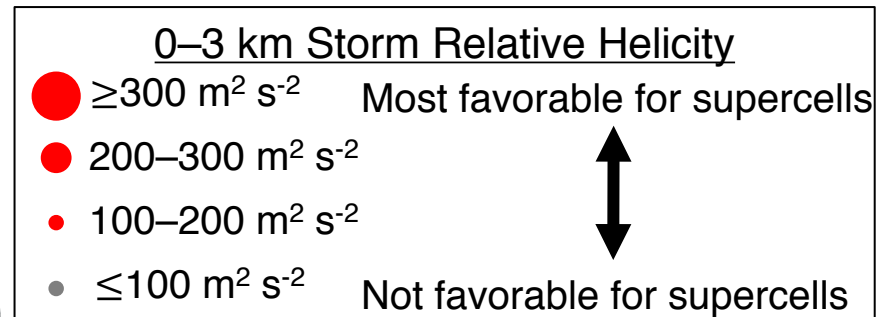 0–3 km Storm Relative Helicity
≥300 m² s⁻² Most favorable for supercells
200–300 m² s⁻²
100–200 m² s⁻²
≤100 m² s⁻² Not favorable for supercells